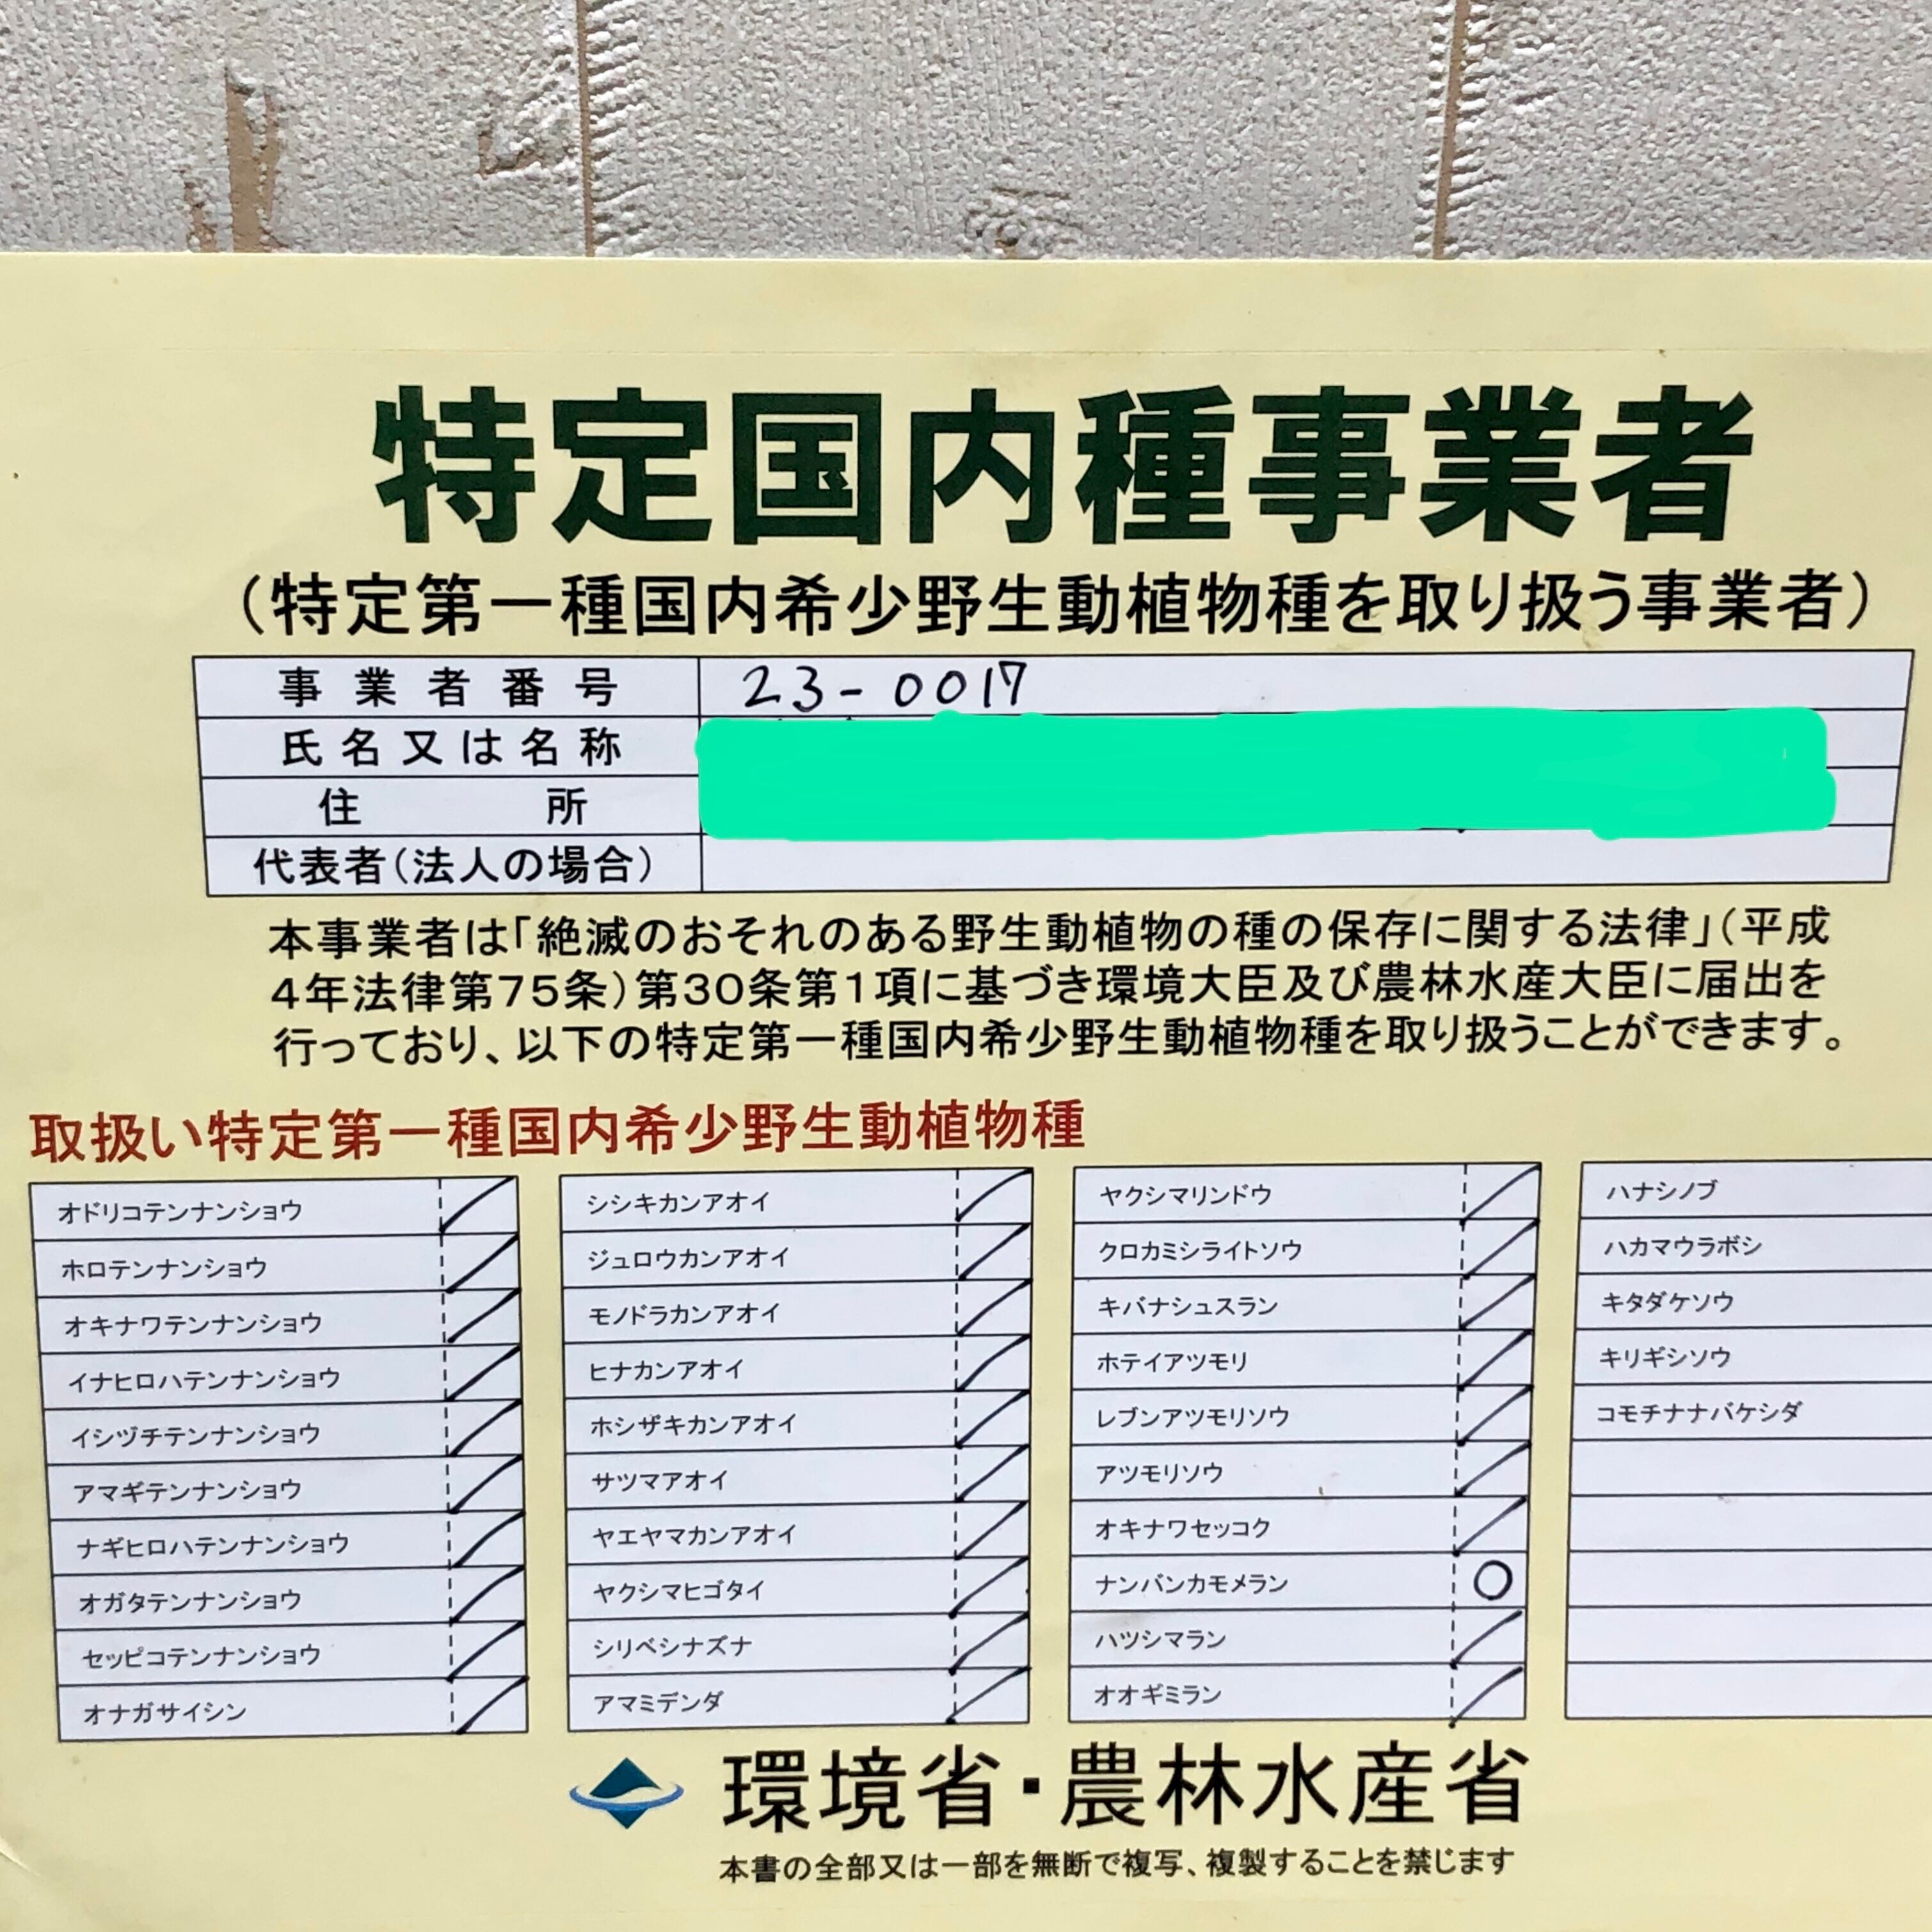 特定国内種事業者
（特定第一種国内希少野生動植物種を取り扱う事業者）
事業者番号 23-0017
氏名又は名称
住所
代表者（法人の場合）
本事業者は「絶滅のおそれのある野生動植物の種の保存に関する法律」（平成
4年法律第75条）第30条第1項に基づき環境大臣及び農林水産大臣に届出を
行っており、以下の特定第一種国内希少野生動植物種を取り扱うことができます。
取扱い特定第一種国内希少野生動植物種
オドリコテンナンショウ
ホロテンナンショウ
オキナワテンナンショウ
イナヒロハテンナンショウ
イシヅチテンナンショウ
アマギテンナンショウ
ナギヒロハテンナンショウ
オガタテンナンショウ
セッピコテンナンショウ
オナガサイシン
シシキカンアオイ
ジュロウカンアオイ
モノドラカンアオイ
ヒナカンアオイ
ホシザキカンアオイ
サツマアオイ
ヤエヤマカンアオイ
ヤクシマヒゴタイ
シリベシナズナ
アマミデンダ
ヤクシマリンドウ
クロカミシライトソウ
キバナシュスラン
ホテイアツモリ
レブンアツモリソウ
アツモリソウ
オキナワセッコク
ナンバンカモメラン ○
ハツシマラン
オオギミラン
ハナシノブ
ハカマウラボシ
キタダケソウ
キリギシソウ
コモチナナバケシダ
環境省・農林水産省
本書の全部又は一部を無断で複写、複製することを禁じます